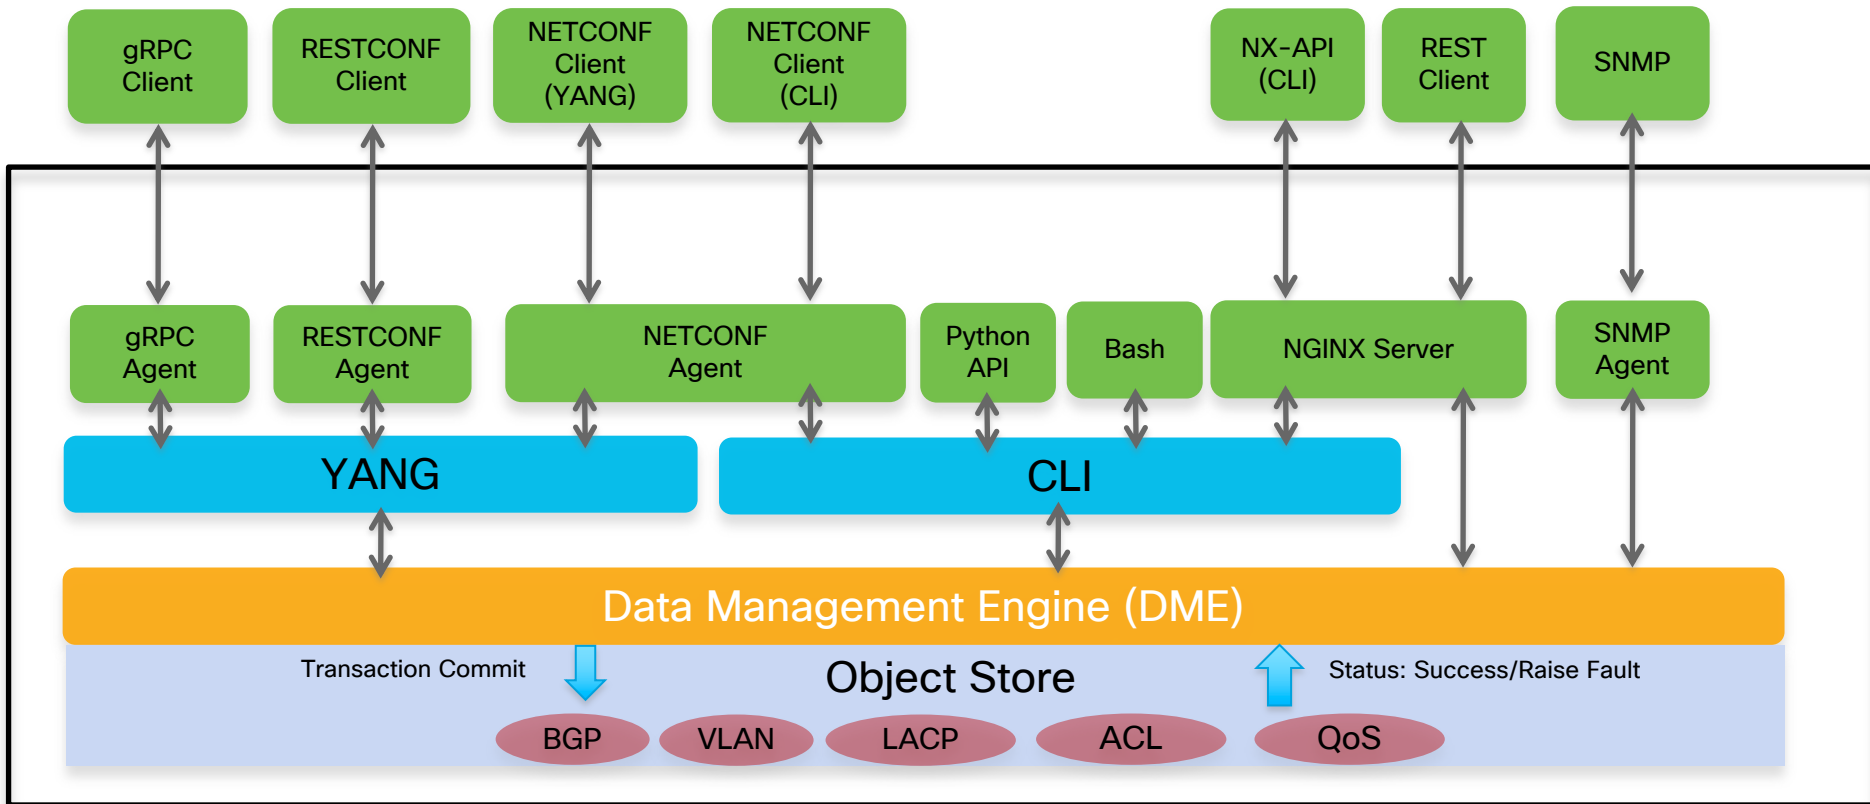 gRPC
Client
RESTCONF
Client
NETCONF
Client
(YANG)
NETCONF
Client
(CLI)
NX-API
(CLI)
REST
Client
SNMP
gRPC
Agent
RESTCONF
Agent
NETCONF
Agent
Python
API
Bash
NGINX Server
SNMP
Agent
YANG
CLI
Data Management Engine (DME)
Transaction Commit
Object Store
Status: Success/Raise Fault
BGP
VLAN
LACP
ACL
QoS